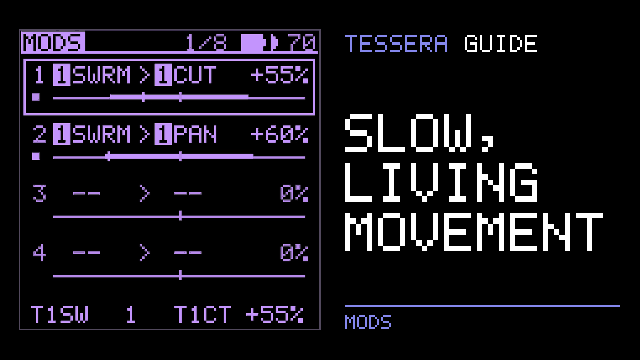 MODS 1/8 70
1 1SWRM > 1CUT +55%
2 1SWRM > 1PAN +60%
3 -- > -- 0%
4 -- > -- 0%
T1SW 1 T1CT +55%
TESSERA GUIDE
SLOW,
LIVING
MOVEMENT
MODS